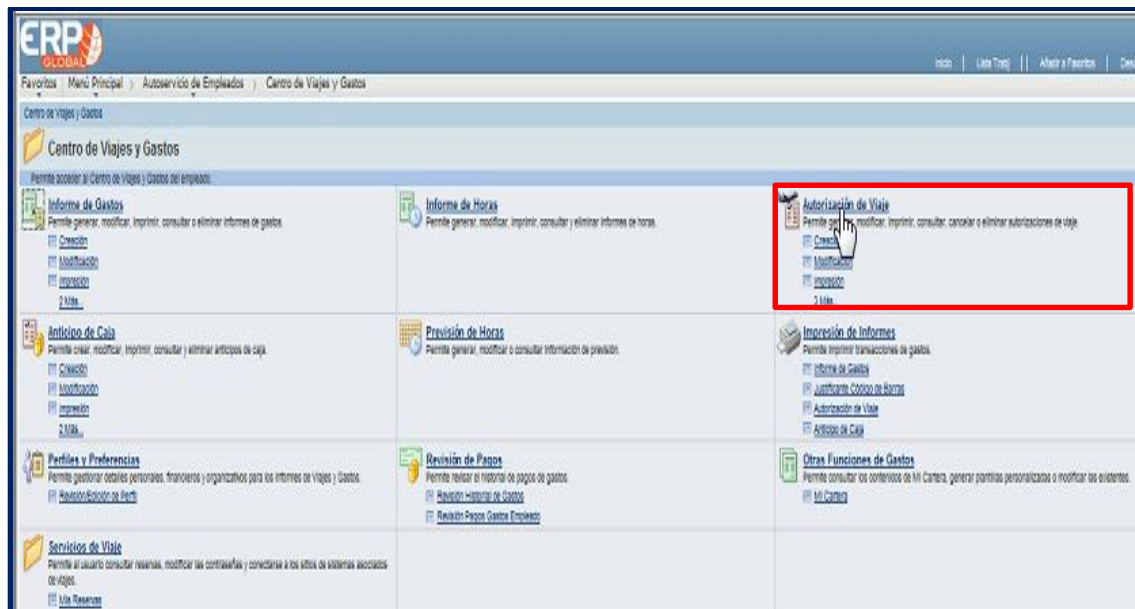 ERP
GLOBAL
Inicio | Lista Trabj | Añadir a Favoritos |
Favoritos Menú Principal > Autoservicio de Empleados > Centro de Viajes y Gastos
Centro de Viajes y Gastos
Centro de Viajes y Gastos
Permite acceder al Centro de Viajes y Gastos del empleado.
Informe de Gastos
Permite generar, modificar, imprimir, consultar o eliminar informes de gastos.
Creación
Modificación
Impresión
2 Más...
Informe de Horas
Permite generar, modificar, imprimir, consultar y eliminar informes de horas.
Autorización de Viaje
Permite modificar, imprimir, consultar, cancelar o eliminar autorizaciones de viaje.
Modificación
Impresión
3 Más...
Anticipo de Caja
Permite crear, modificar, imprimir, consultar y eliminar anticipos de caja.
Creación
Modificación
Impresión
2 Más...
Previsión de Horas
Permite generar, modificar o consultar información de previsión.
Impresión de Informes
Permite imprimir transacciones de gastos.
Informe de Gastos
Justificante Código de Barras
Autorización de Viaje
Anticipo de Caja
Perfiles y Preferencias
Permite gestionar detalles personales, financieros y organizativos para los informes de Viajes y Gastos.
Revisión/Edición de Perfil
Revisión de Pagos
Permite revisar el historial de pagos de gastos.
Revisión Historial de Gastos
Revisión Pagos Gastos Empleado
Otras Funciones de Gastos
Permite consultar los contenidos de Mi Cartera, generar plantillas personalizadas o modificar las existentes.
Mi Cartera
Servicios de Viaje
Permite al usuario consultar reservas, modificar las contraseñas y conectarse a los sitios de sistemas asociados
de viajes.
Mis Reservas